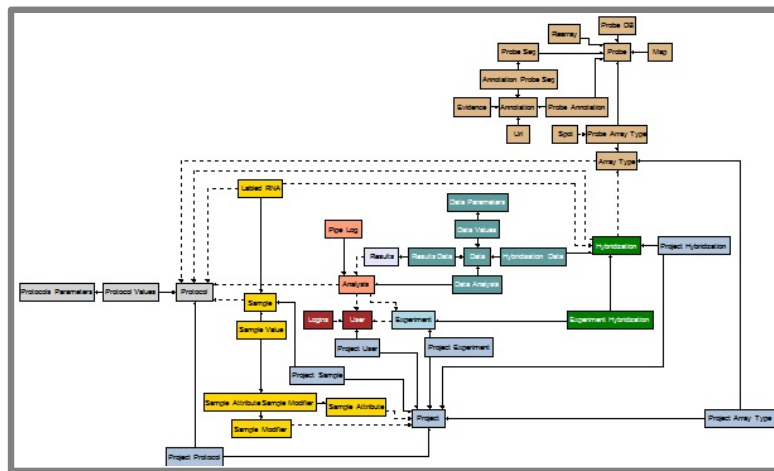 Probe DB
Rearray
Probe Seq
Probe
Map
Annotation Probe Seq
Evidence
Annotation
Probe Annotation
Url
Spot
Probe Array Type
Array Type
Labled RNA
Data Parameters
Pipe Log
Data Values
Results
Results Data
Data
Hybridization Data
Hybridization
Project Hybridization
Protocols Parameters
Protocol Values
Protocol
Analysis
Data Analysis
Sample
Logins
User
Experiment
Experiment Hybridization
Sample Value
Project User
Project Experiment
Project Sample
Sample Attribute Sample Modifier
Sample Attribute
Project
Project Array Type
Sample Modifier
Project Protocol